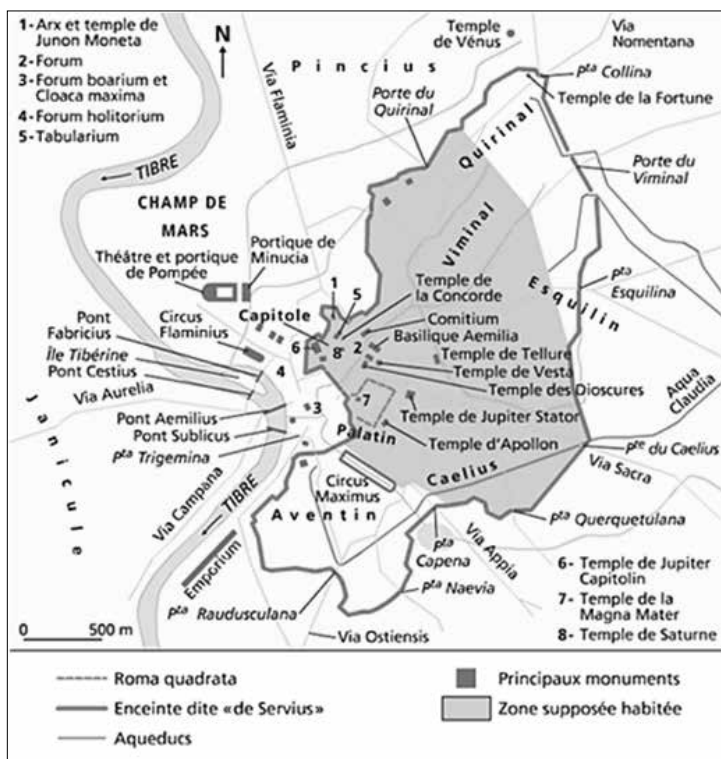 1- Arx et temple de
Junon Moneta
2- Forum
3- Forum boarium et
Cloaca maxima
4- Forum holitorium
5- Tabularium
N
Via Flaminia
Pincius
Temple
de Vénus
Via
Nomentana
Pta Collina
Temple de la Fortune
Porte du
Quirinal
Quirinal
Porte du
Viminal
TIBRE
CHAMP DE
MARS
Viminal
Théâtre et portique
de Pompée
Portique de
Minucia
Esquilin
Pta
Esquilina
1
5
Temple de
la Concorde
Capitole
Comitium
Pont
Fabricius
Circus
Flaminius
6
8
2
Basilique Aemilia
Temple de Tellure
Île Tibérine
4
Temple de Vesta
Pont Cestius
Temple des Dioscures
Via Aurelia
Aqua
Claudia
Janicule
7
3
Pont Aemilius
Temple de Jupiter Stator
Pont Sublicus
Palatin
Temple d'Apollon
Pta Trigemina
Pte du Caelius
Caelius
Via
Sacra
Circus
Maximus
Via Campana
TIBRE
Aventin
Pta Querquetulana
Pta
Capena
Via Appia
Emporium
Pta Naevia
Pta Raudusculana
6- Temple de Jupiter
Capitolin
7- Temple de la
Magna Mater
8- Temple de Saturne
0 500 m
Via Ostiensis
Roma quadrata
Principaux monuments
Enceinte dite «de Servius»
Zone supposée habitée
Aqueducs